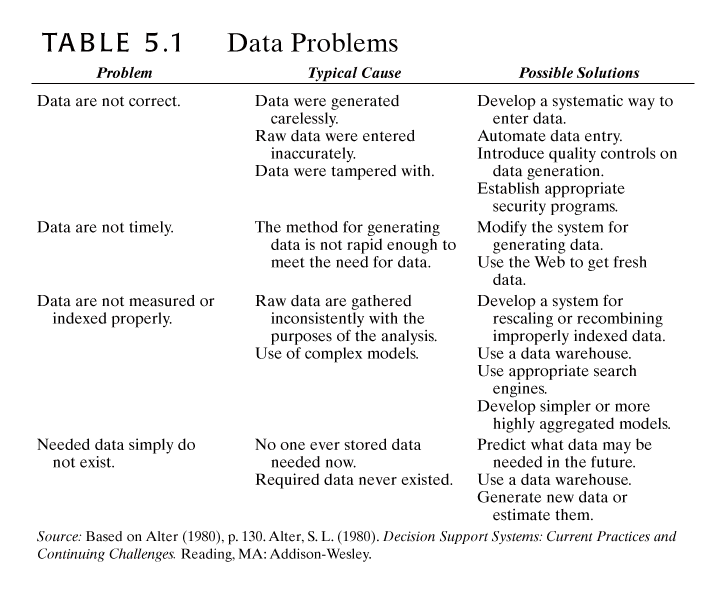 TABLE 5.1 Data Problems
Problem Typical Cause Possible Solutions
Data are not correct. Data were generated Develop a systematic way to
carelessly. enter data.
Raw data were entered Automate data entry.
inaccurately. Introduce quality controls on
Data were tampered with. data generation.
Establish appropriate
security programs.
Data are not timely. The method for generating Modify the system for
data is not rapid enough to generating data.
meet the need for data. Use the Web to get fresh
data.
Data are not measured or Raw data are gathered Develop a system for
indexed properly. inconsistently with the rescaling or recombining
purposes of the analysis. improperly indexed data.
Use of complex models. Use a data warehouse.
Use appropriate search
engines.
Develop simpler or more
highly aggregated models.
Needed data simply do No one ever stored data Predict what data may be
not exist. needed now. needed in the future.
Required data never existed. Use a data warehouse.
Generate new data or
estimate them.
Source: Based on Alter (1980), p. 130. Alter, S. L. (1980). Decision Support Systems: Current Practices and
Continuing Challenges. Reading, MA: Addison-Wesley.